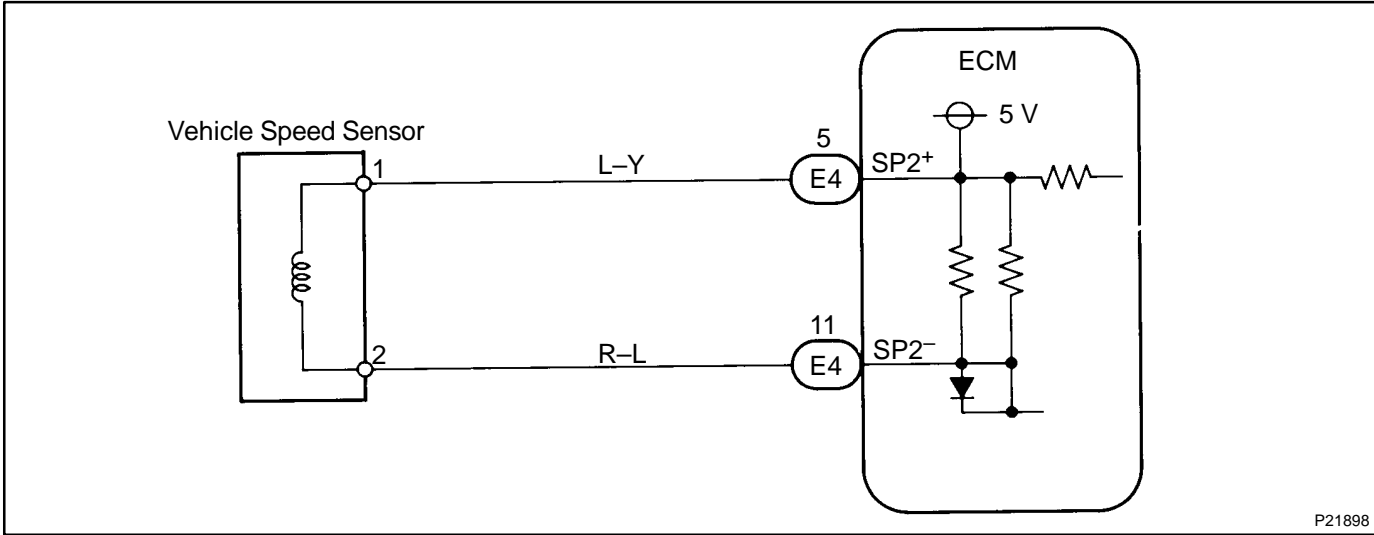 ECM
5 V
Vehicle Speed Sensor
5
1
L–Y
E4
SP2+
11
2
R–L
E4
SP2–
P21898